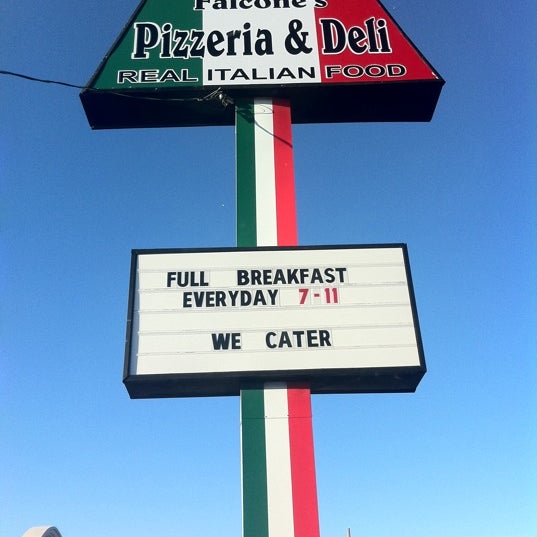 Falcone's
Pizzeria & Deli
REAL ITALIAN FOOD
FULL BREAKFAST
EVERYDAY 7-11
WE CATER